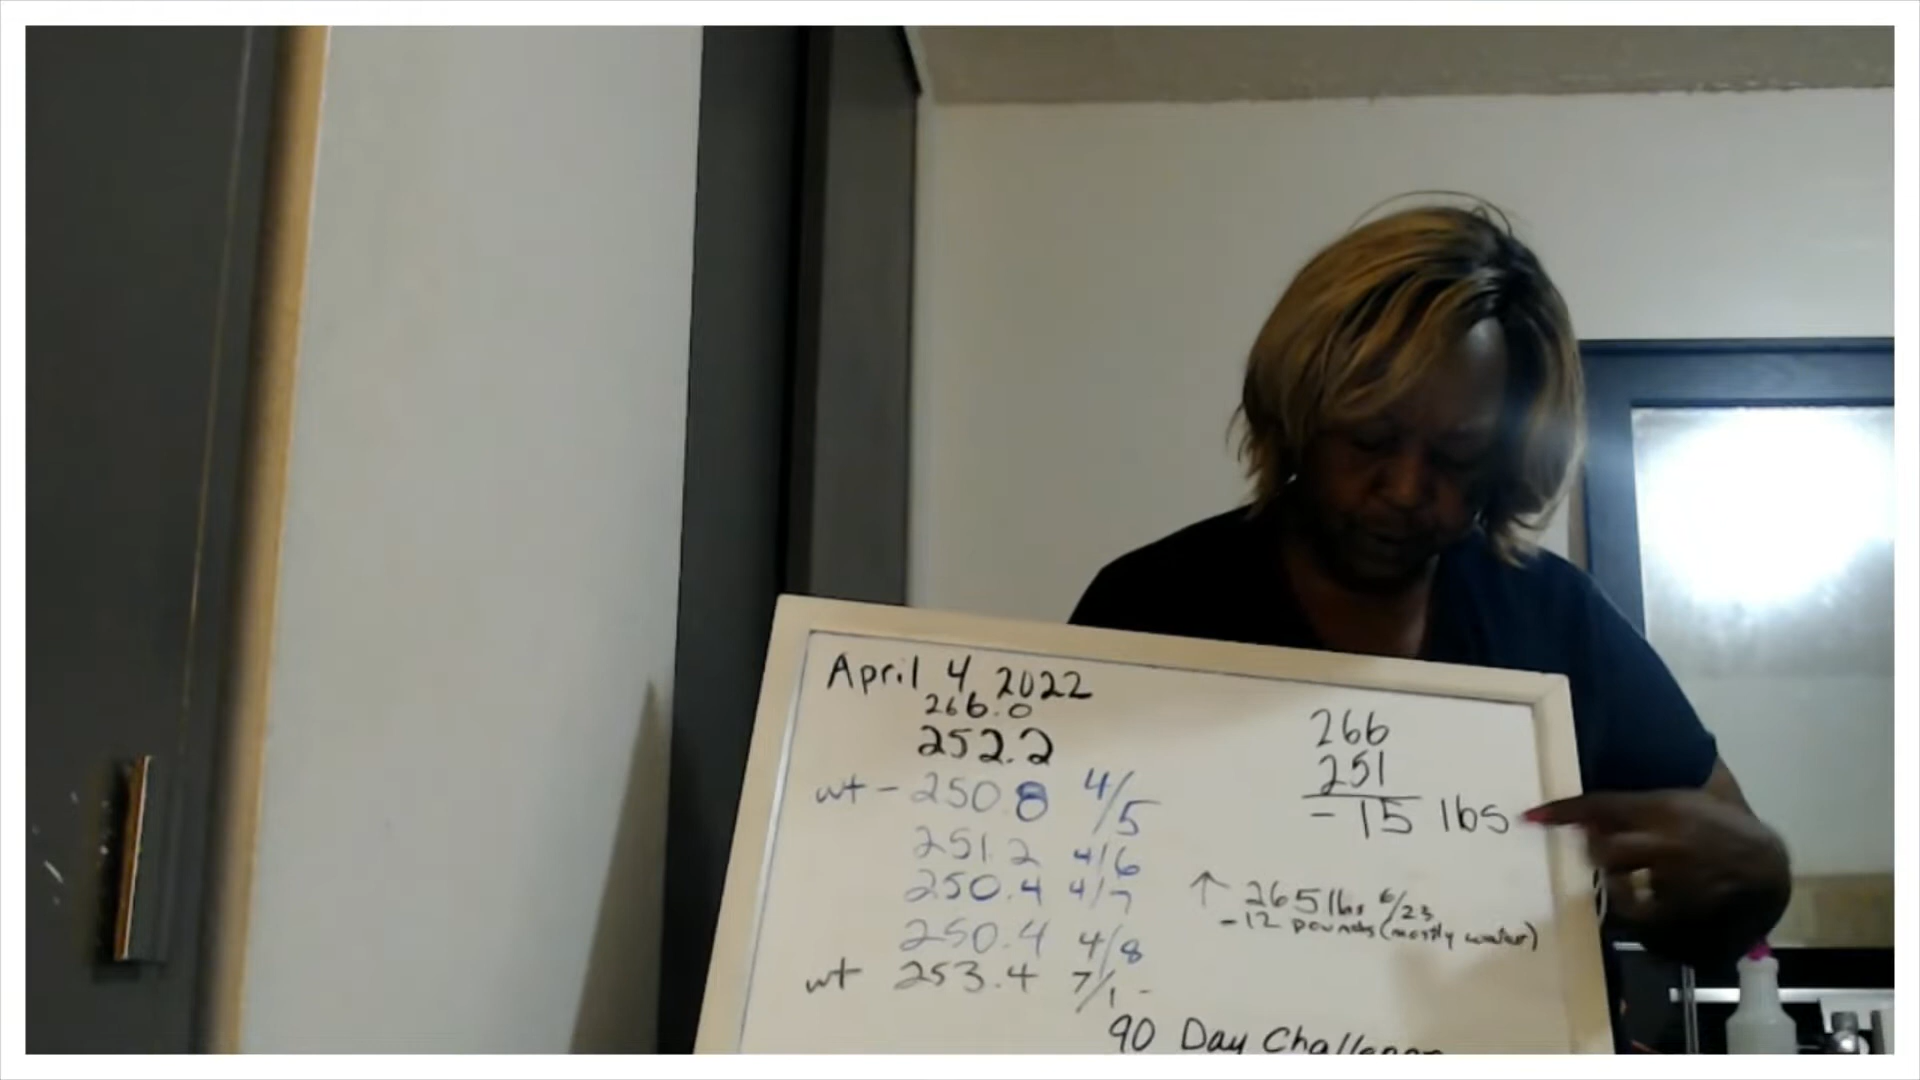 April 4 2022
266.0
252.2
wt - 250.8 4/5
251.2 4/6
250.4 4/7
250.4 4/8
wt 253.4 7/1 -
266
251
- 15 lbs
↑ 265 lbs 6/23
- 12 pounds (mostly water)
90 Day Challenge